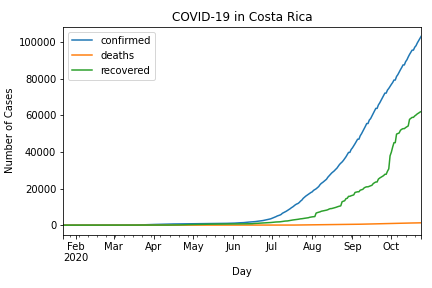 COVID-19 in Costa Rica
confirmed
deaths
recovered
Number of Cases
100000
80000
60000
40000
20000
0
Feb Mar Apr May Jun Jul Aug Sep Oct
2020
Day